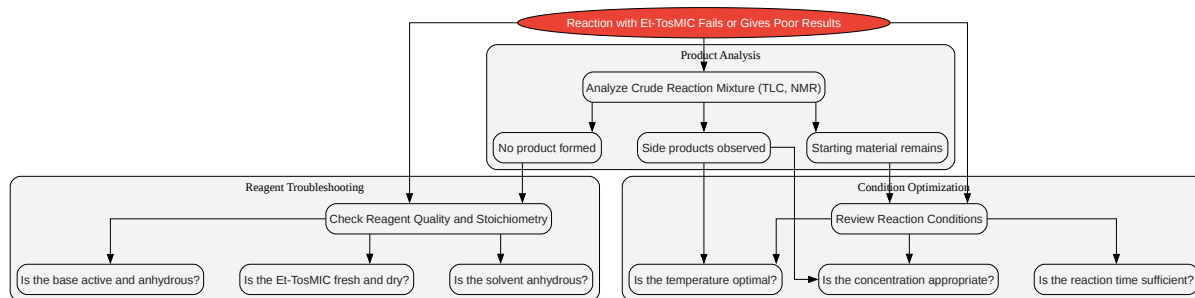 Reaction with Et-TosMIC Fails or Gives Poor Results
Product Analysis
Analyze Crude Reaction Mixture (TLC, NMR)
No product formed
Side products observed
Starting material remains
Reagent Troubleshooting
Condition Optimization
Check Reagent Quality and Stoichiometry
Review Reaction Conditions
Is the base active and anhydrous?
Is the Et-TosMIC fresh and dry?
Is the solvent anhydrous?
Is the temperature optimal?
Is the concentration appropriate?
Is the reaction time sufficient?